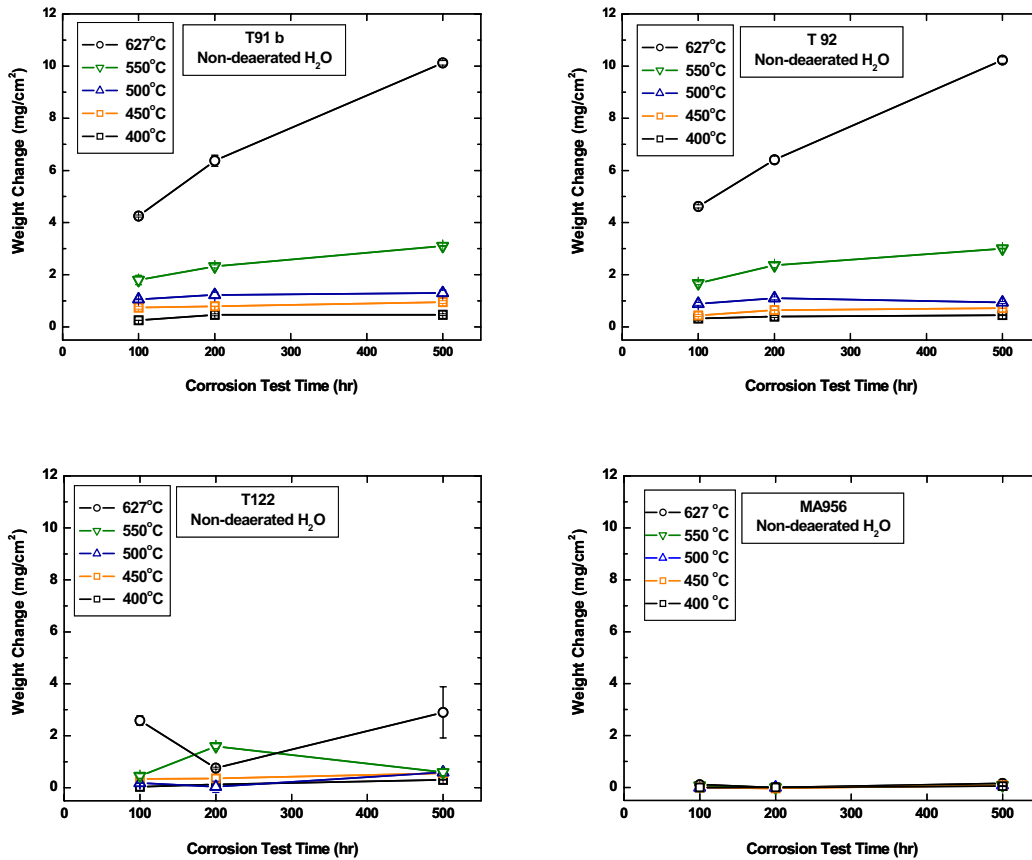 T91 b
Non-deaerated H2O
627°C
550°C
500°C
450°C
400°C
Weight Change (mg/cm²)
12
10
8
6
4
2
0
0
100
200
300
400
500
Corrosion Test Time (hr)
T 92
Non-deaerated H2O
627°C
550°C
500°C
450°C
400°C
Weight Change (mg/cm²)
12
10
8
6
4
2
0
0
100
200
300
400
500
Corrosion Test Time (hr)
T122
Non-deaerated H2O
627°C
550°C
500°C
450°C
400°C
Weight Change (mg/cm²)
12
10
8
6
4
2
0
0
100
200
300
400
500
Corrosion Test Time (hr)
MA956
Non-deaerated H2O
627 °C
550 °C
500 °C
450 °C
400 °C
Weight Change (mg/cm²)
12
10
8
6
4
2
0
0
100
200
300
400
500
Corrosion Test Time (hr)